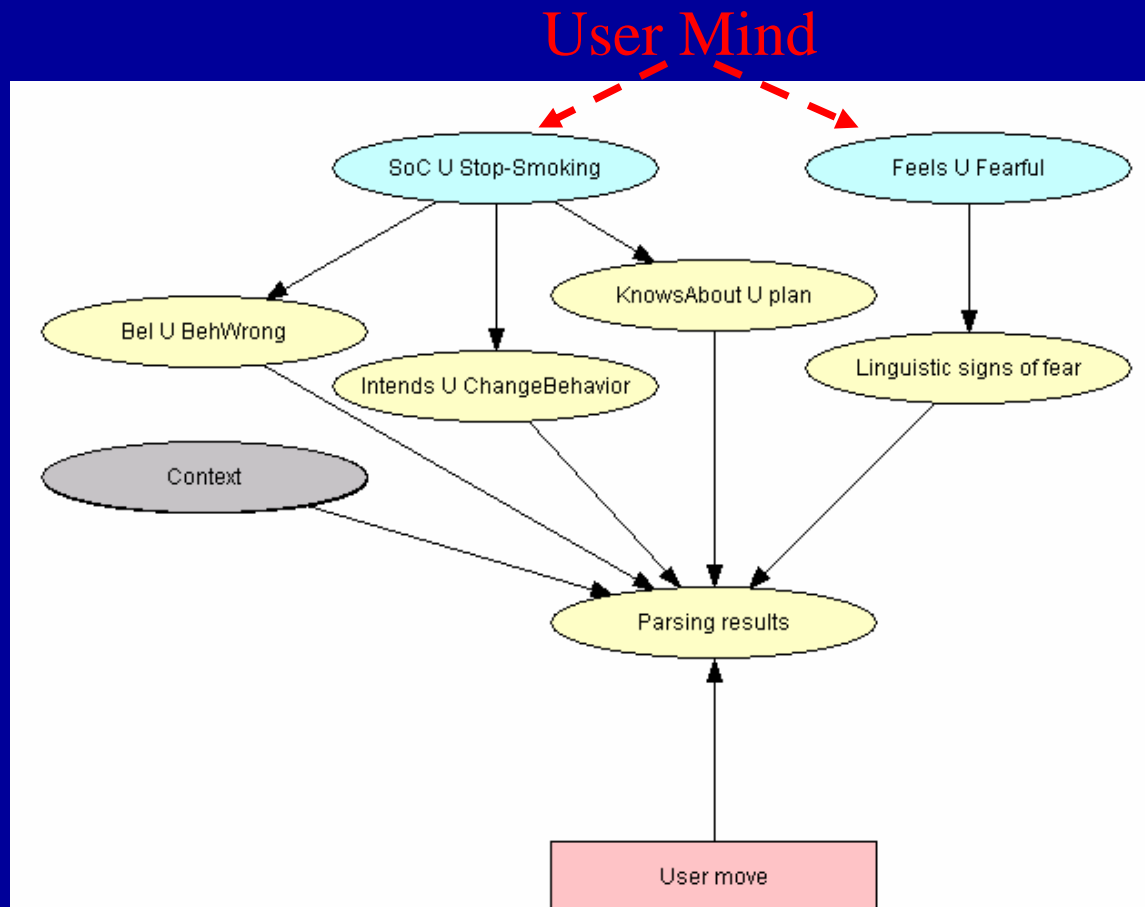 User Mind
SoC U Stop-Smoking
Feels U Fearful
KnowsAbout U plan
Bel U BehWrong
Linguistic signs of fear
Intends U ChangeBehavior
Context
Parsing results
User move